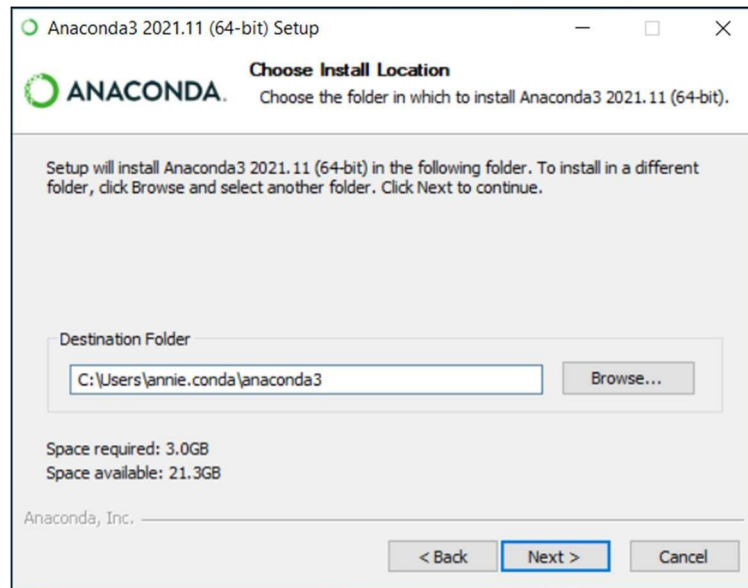 Anaconda3 2021.11 (64-bit) Setup
ANACONDA.
Choose Install Location
Choose the folder in which to install Anaconda3 2021.11 (64-bit).
Setup will install Anaconda3 2021.11 (64-bit) in the following folder. To install in a different
folder, click Browse and select another folder. Click Next to continue.
Destination Folder
C:\Users\annie.conda\anaconda3
Browse...
Space required: 3.0GB
Space available: 21.3GB
Anaconda, Inc.
< Back
Next >
Cancel